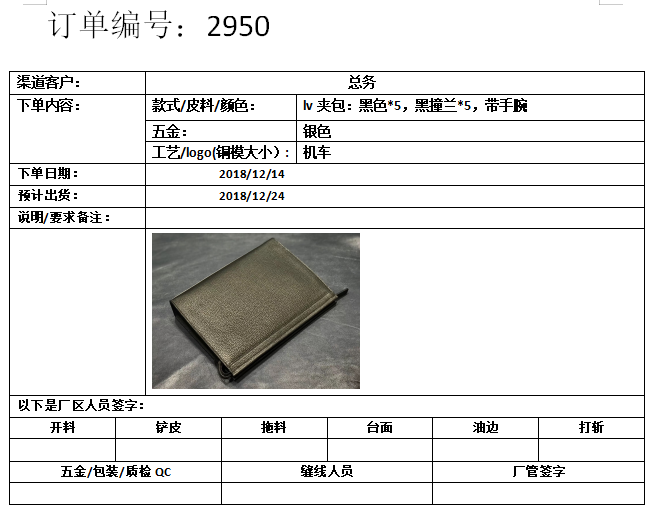 订单编号：2950
渠道客户： 总务
下单内容： 款式/皮料/颜色： lv 夹包：黑色*5，黑撞兰*5，带手腕
五金： 银色
工艺/logo(铜模大小）: 机车
下单日期： 2018/12/14
预计出货： 2018/12/24
说明/要求备注：
以下是厂区人员签字：
开料 铲皮 拖料 台面 油边 打斩
五金/包装/质检 QC 缝线人员 厂管签字